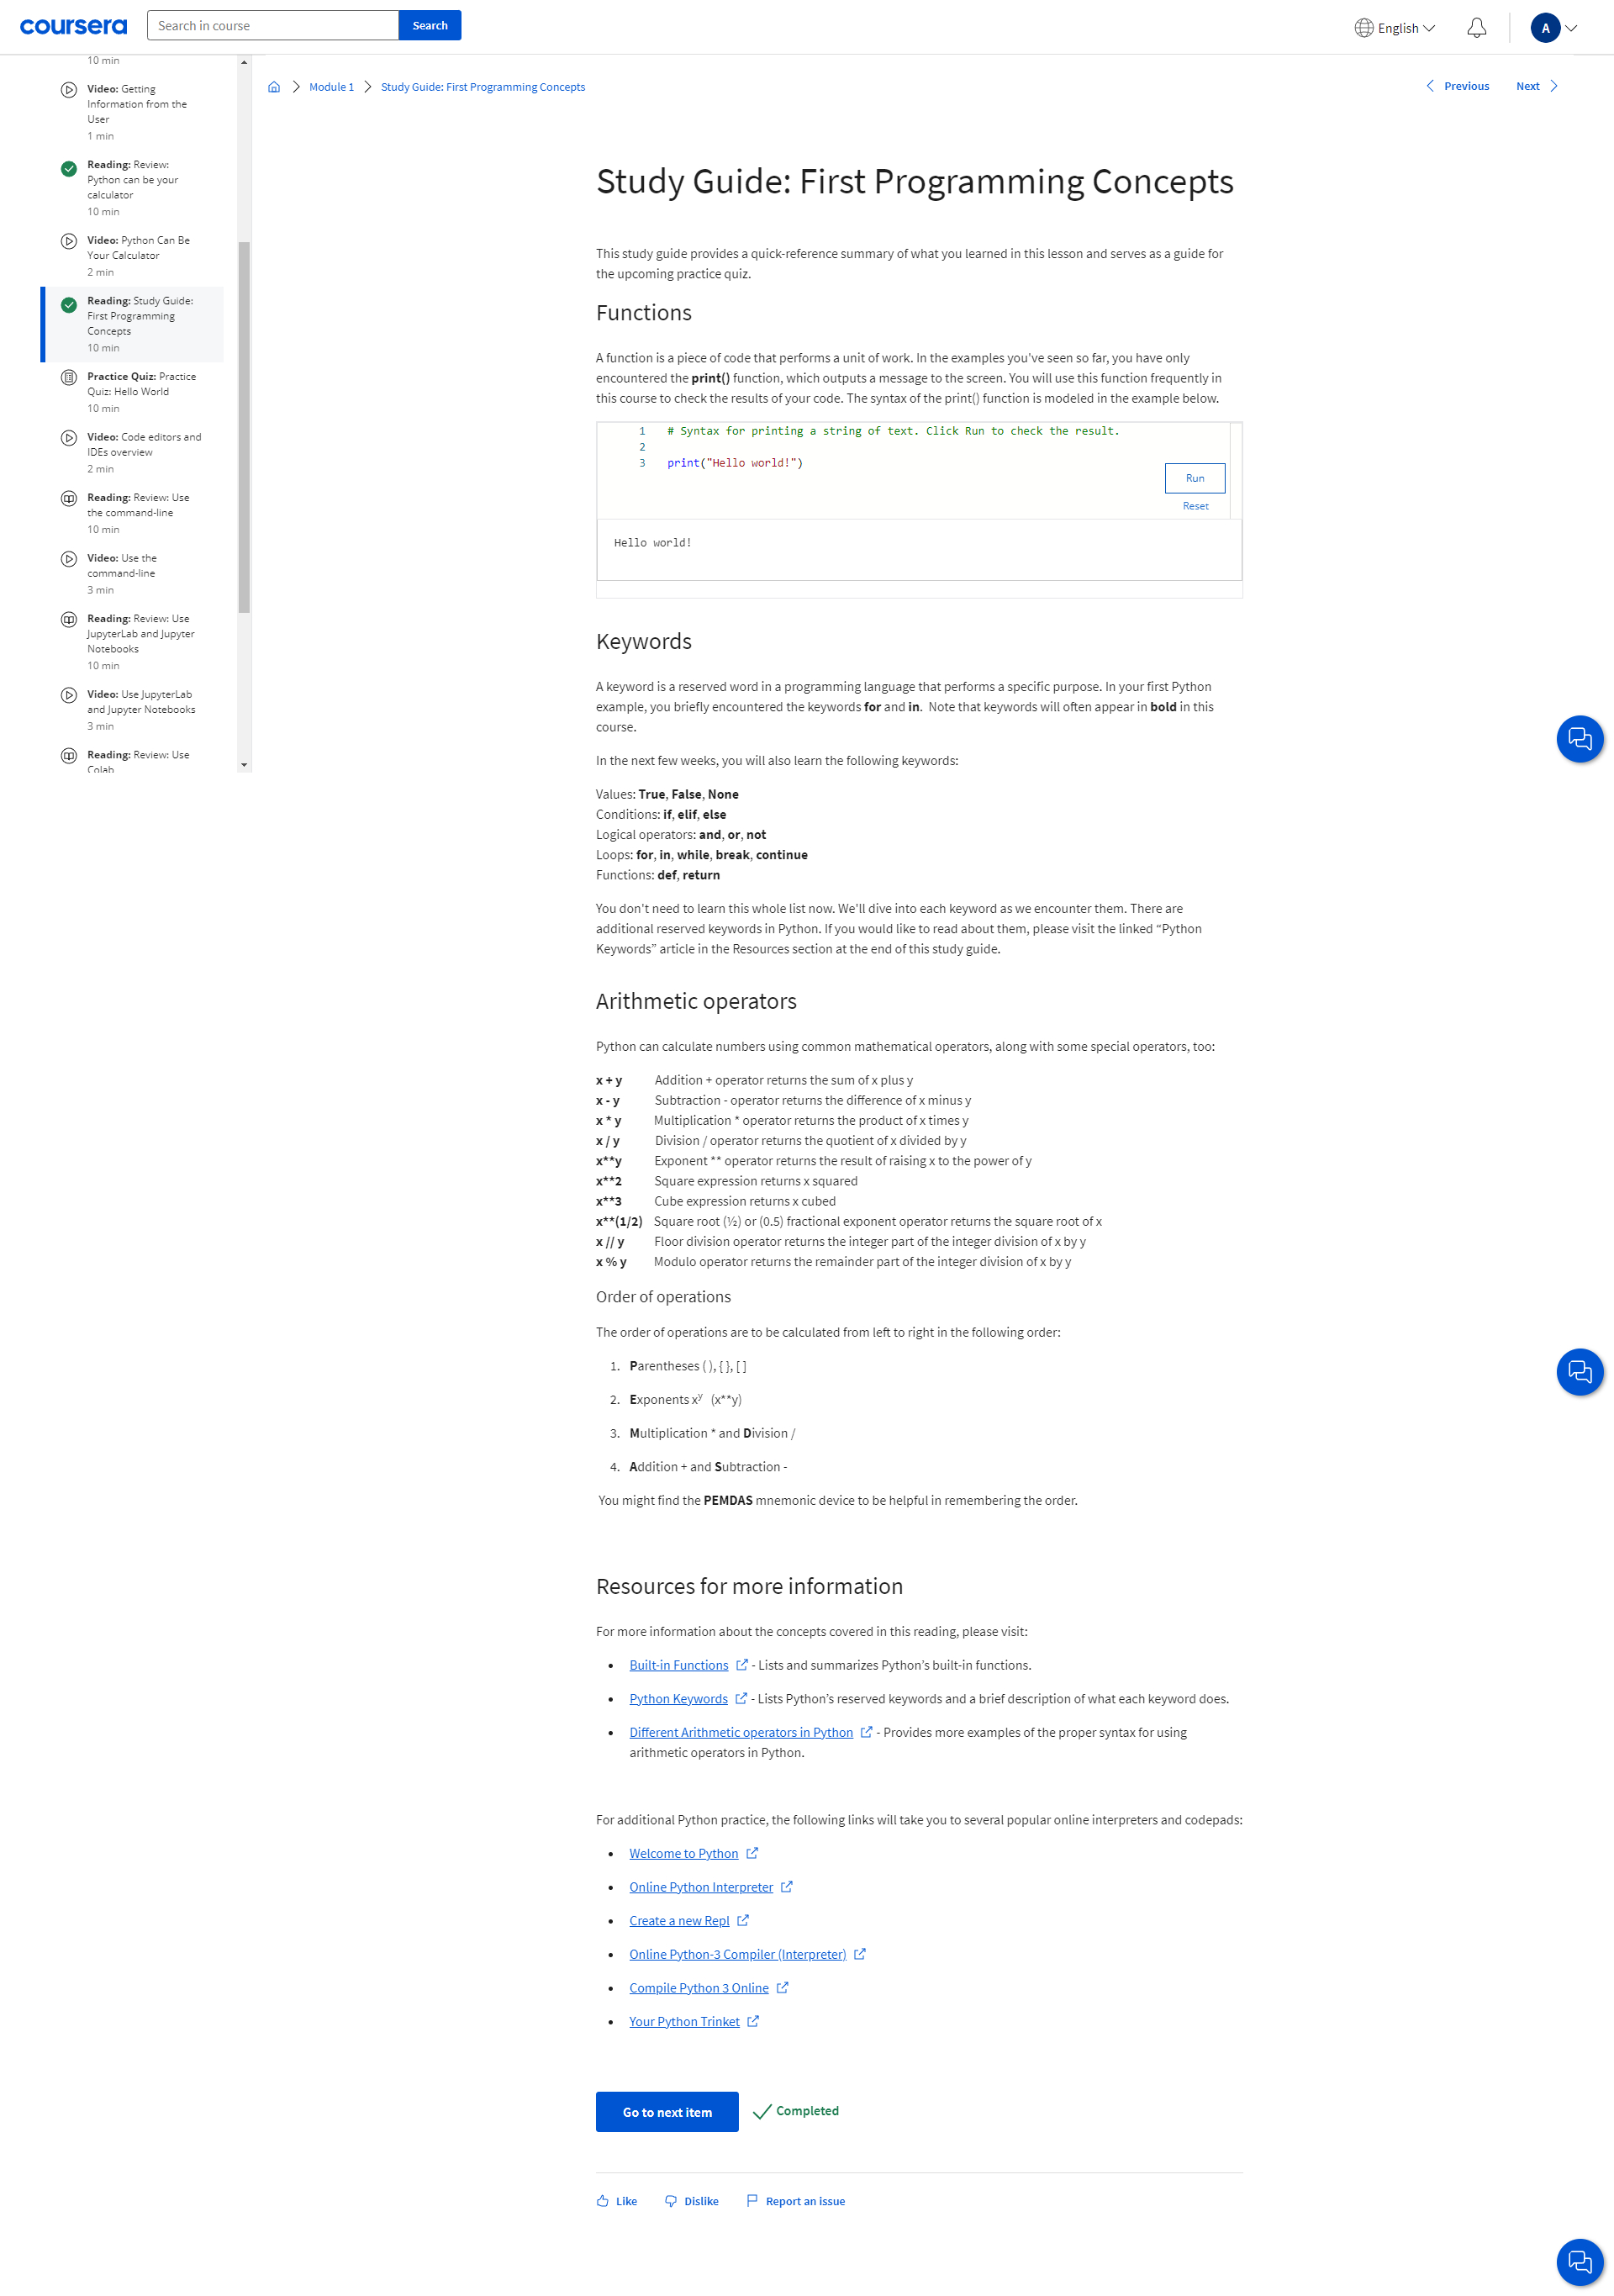 coursera
Search in course
Search
English
A
10 min
Video: Getting
Information from the
User
1 min
Reading: Review:
Python can be your
calculator
10 min
Video: Python Can Be
Your Calculator
2 min
Reading: Study Guide:
First Programming
Concepts
10 min
Practice Quiz: Practice
Quiz: Hello World
10 min
Video: Code editors and
IDEs overview
2 min
Reading: Review: Use
the command-line
10 min
Video: Use the
command-line
3 min
Reading: Review: Use
JupyterLab and Jupyter
Notebooks
10 min
Video: Use JupyterLab
and Jupyter Notebooks
3 min
Reading: Review: Use
Colab
Module 1
Study Guide: First Programming Concepts
Previous
Next
Study Guide: First Programming Concepts
This study guide provides a quick-reference summary of what you learned in this lesson and serves as a guide for
the upcoming practice quiz.
Functions
A function is a piece of code that performs a unit of work. In the examples you've seen so far, you have only
encountered the print() function, which outputs a message to the screen. You will use this function frequently in
this course to check the results of your code. The syntax of the print() function is modeled in the example below.
1 # Syntax for printing a string of text. Click Run to check the result.
2
3 print("Hello world!")
Run
Reset
Hello world!
Keywords
A keyword is a reserved word in a programming language that performs a specific purpose. In your first Python
example, you briefly encountered the keywords for and in. Note that keywords will often appear in bold in this
course.
In the next few weeks, you will also learn the following keywords:
Values: True, False, None
Conditions: if, elif, else
Logical operators: and, or, not
Loops: for, in, while, break, continue
Functions: def, return
You don't need to learn this whole list now. We'll dive into each keyword as we encounter them. There are
additional reserved keywords in Python. If you would like to read about them, please visit the linked “Python
Keywords” article in the Resources section at the end of this study guide.
Arithmetic operators
Python can calculate numbers using common mathematical operators, along with some special operators, too:
x + y Addition + operator returns the sum of x plus y
x - y Subtraction - operator returns the difference of x minus y
x * y Multiplication * operator returns the product of x times y
x / y Division / operator returns the quotient of x divided by y
x**y Exponent ** operator returns the result of raising x to the power of y
x**2 Square expression returns x squared
x**3 Cube expression returns x cubed
x**(1/2) Square root (½) or (0.5) fractional exponent operator returns the square root of x
x // y Floor division operator returns the integer part of the integer division of x by y
x % y Modulo operator returns the remainder part of the integer division of x by y
Order of operations
The order of operations are to be calculated from left to right in the following order:
1. Parentheses ( ), { }, [ ]
2. Exponents xʸ (x**y)
3. Multiplication * and Division /
4. Addition + and Subtraction -
You might find the PEMDAS mnemonic device to be helpful in remembering the order.
Resources for more information
For more information about the concepts covered in this reading, please visit:
• Built-in Functions - Lists and summarizes Python’s built-in functions.
• Python Keywords - Lists Python’s reserved keywords and a brief description of what each keyword does.
• Different Arithmetic operators in Python - Provides more examples of the proper syntax for using
arithmetic operators in Python.
For additional Python practice, the following links will take you to several popular online interpreters and codepads:
• Welcome to Python
• Online Python Interpreter
• Create a new Repl
• Online Python-3 Compiler (Interpreter)
• Compile Python 3 Online
• Your Python Trinket
Go to next item
Completed
Like
Dislike
Report an issue